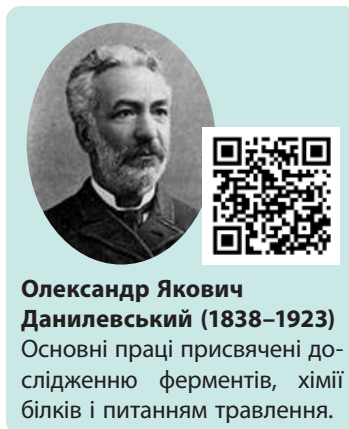 Олександр Якович
Данилевський (1838–1923)
Основні праці присвячені до-
слідженню ферментів, хімії
білків і питанням травлення.